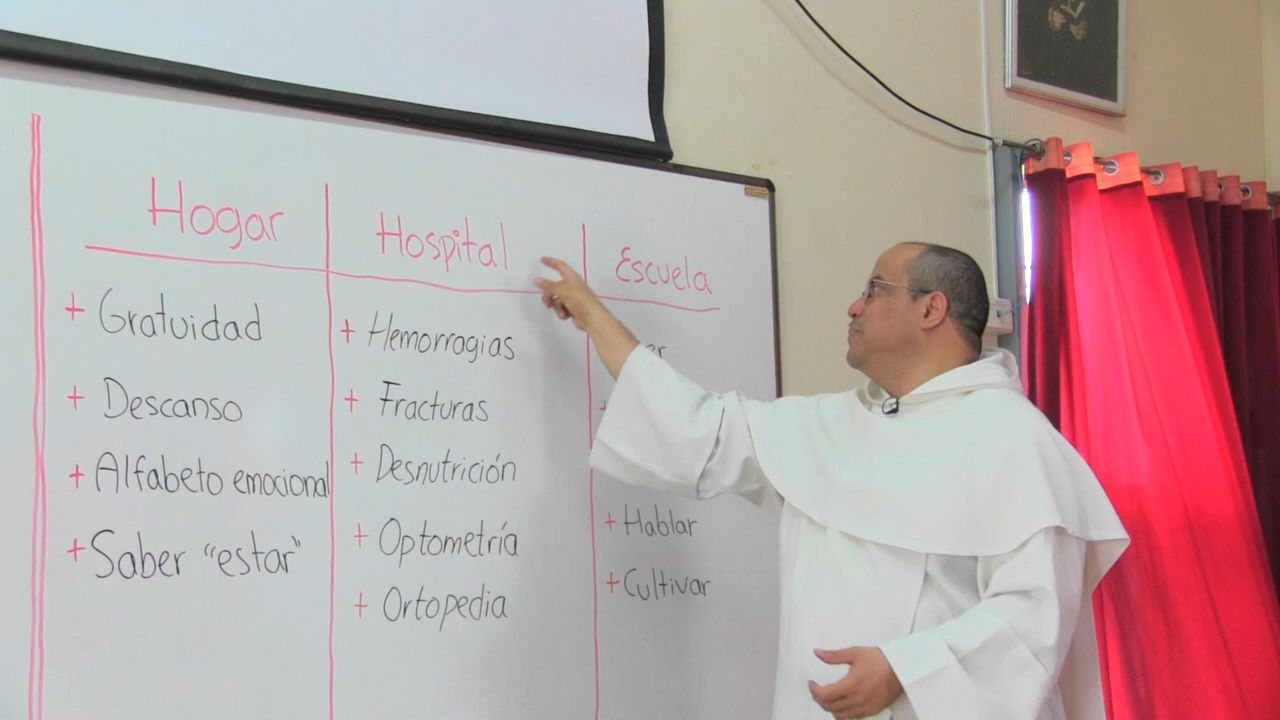 Hogar
+ Gratuidad
+ Descanso
+ Alfabeto emocional
+ Saber “estar”
Hospital
+ Hemorragias
+ Fracturas
+ Desnutrición
+ Optometría
+ Ortopedia
Escuela
+ Hablar
+ Cultivar